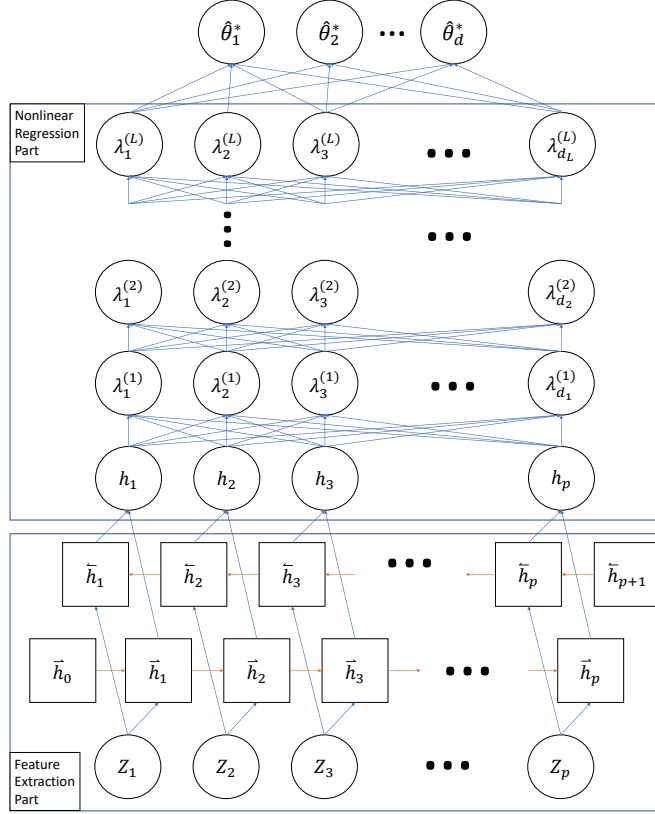 θ̂₁* θ̂₂* ··· θ̂_d*
Nonlinear
Regression
Part
λ₁^(L) λ₂^(L) λ₃^(L) ··· λ_{d_L}^(L)
⋮ ···
λ₁^(2) λ₂^(2) λ₃^(2) λ_{d₂}^(2)
λ₁^(1) λ₂^(1) λ₃^(1) ··· λ_{d₁}^(1)
h₁ h₂ h₃ h_p
h⃖₁ h⃖₂ h⃖₃ ··· h⃖_p h⃖_{p+1}
h⃗₀ h⃗₁ h⃗₂ h⃗₃ ··· h⃗_p
Feature
Extraction
Part
Z₁ Z₂ Z₃ ··· Z_p